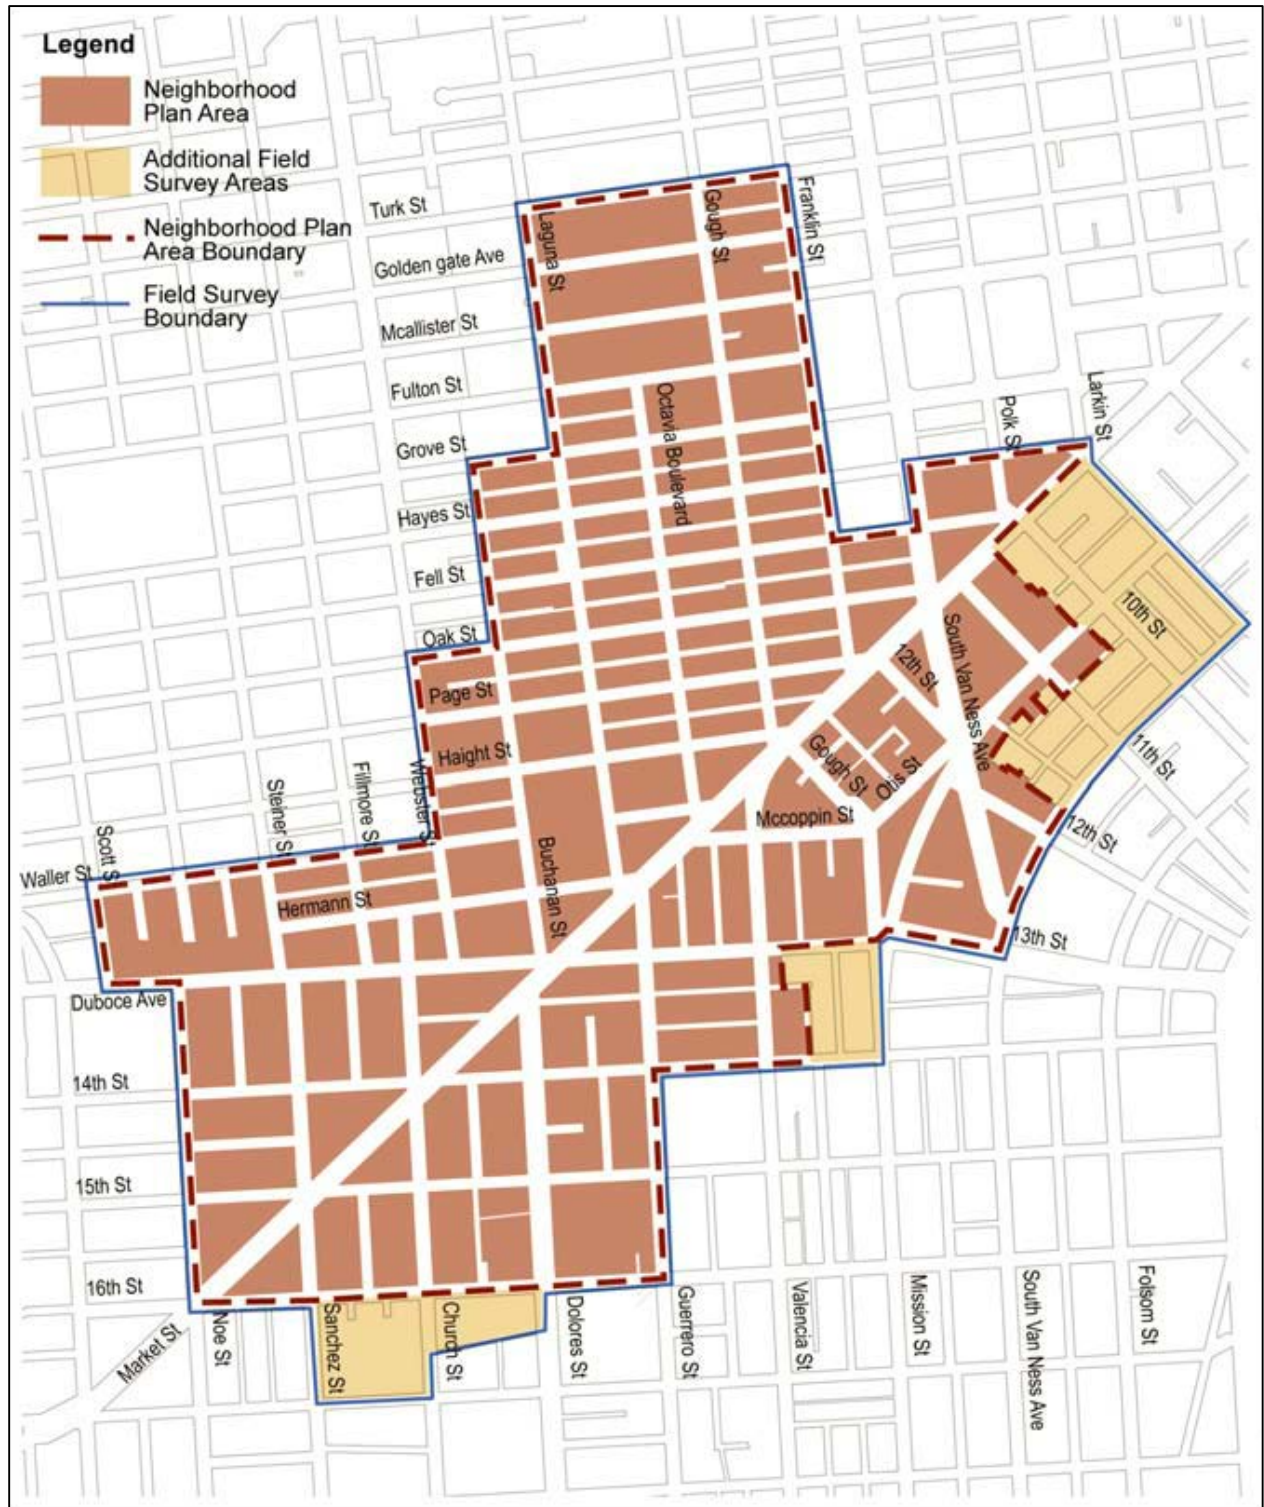 Legend
Neighborhood
Plan Area
Additional Field
Survey Areas
Neighborhood Plan
Area Boundary
Field Survey
Boundary
Turk St
Golden gate Ave
Mcallister St
Fulton St
Grove St
Hayes St
Fell St
Oak St
Page St
Haight St
Laguna St
Gough St
Franklin St
Octavia Boulevard
Polk St
Larkin St
10th St
South Van Ness Ave
12th St
Gough St
Otis St
11th St
12th St
Mccoppin St
13th St
Webster St
Fillmore St
Steiner St
Scott S
Waller St
Hermann St
Buchanan St
Duboce Ave
14th St
15th St
16th St
Market St
Noe St
Sanchez St
Church St
Dolores St
Guerrero St
Valencia St
Mission St
South Van Ness Ave
Folsom St